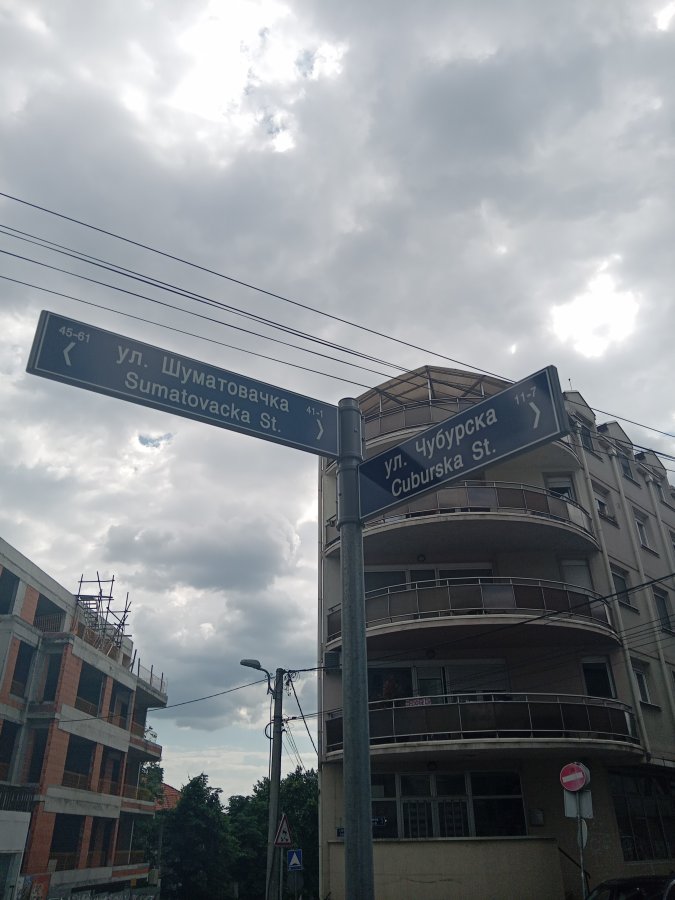 45-61
ул. Шуматовачка
Sumatovacka St.
41-1
11-7
ул. Чубурска
Cuburska St.